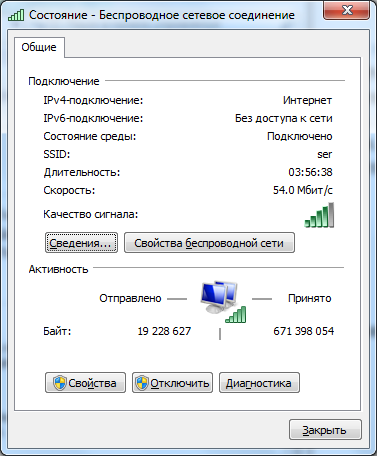 Состояние - Беспроводное сетевое соединение
Общие
Подключение
IPv4-подключение: Интернет
IPv6-подключение: Без доступа к сети
Состояние среды: Подключено
SSID: ser
Длительность: 03:56:38
Скорость: 54.0 Мбит/с
Качество сигнала:
Сведения... Свойства беспроводной сети
Активность
Отправлено — Принято
Байт: 19 228 627 | 671 398 054
Свойства Отключить Диагностика
Закрыть